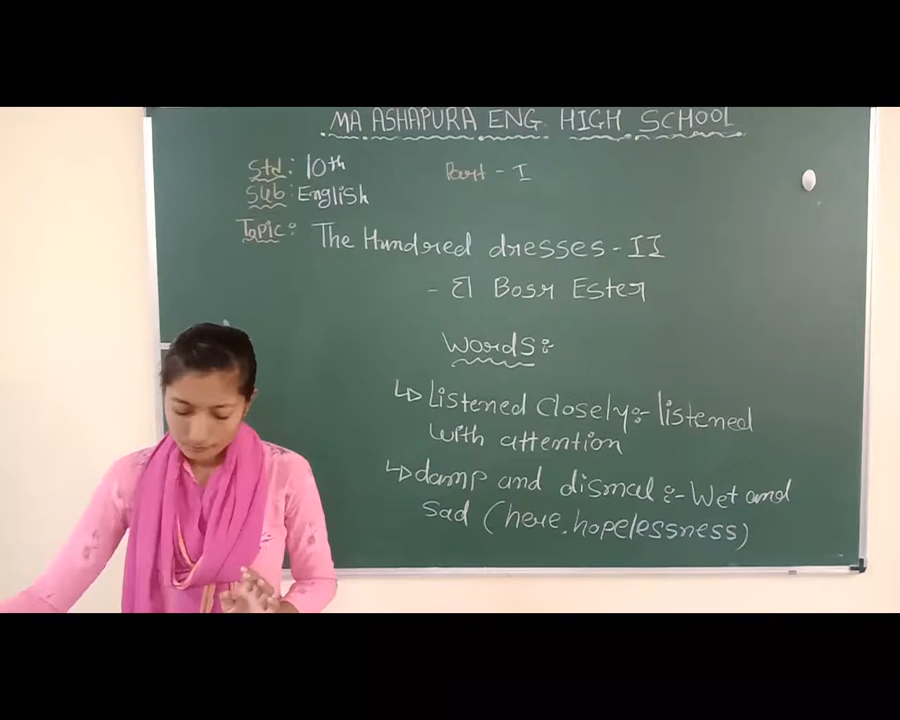 MA ASHAPURA ENG HIGH SCHOOL
Std: 10th
Part - I
Sub: English
Topic: The Hundred dresses - II
- El Bosr Ester
Words:-
Listened closely:- listened
with attention
damp and dismal:- Wet and
sad (here. hopelessness)